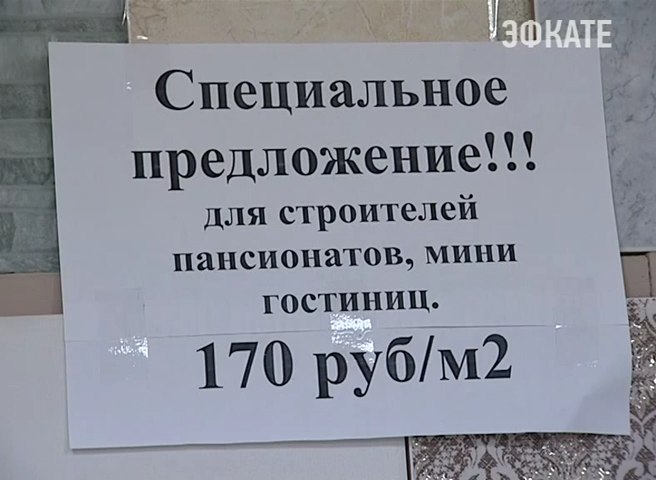 ЭФКАТЕ
Специальное
предложение!!!
для строителей
пансионатов, мини
гостиниц.
170 руб/м2